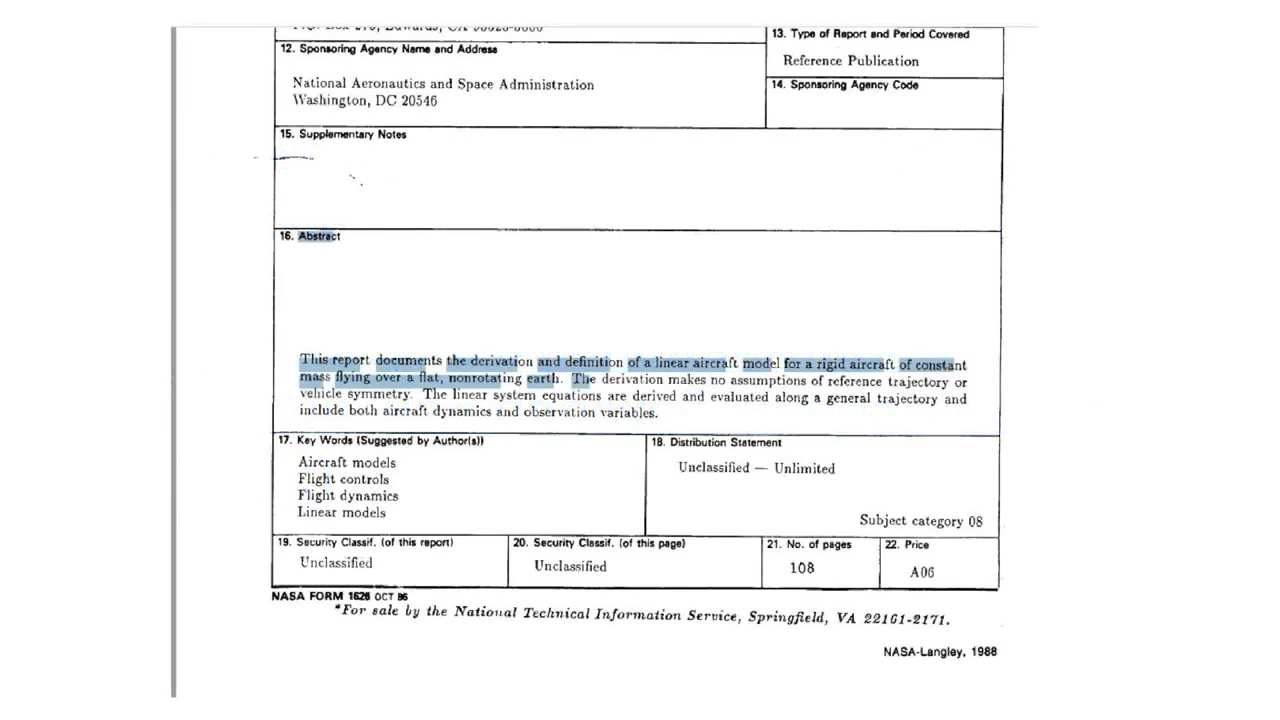 12. Sponsoring Agency Name and Address
National Aeronautics and Space Administration
Washington, DC 20546
13. Type of Report and Period Covered
Reference Publication
14. Sponsoring Agency Code
15. Supplementary Notes
16. Abstract
This report documents the derivation and definition of a linear aircraft model for a rigid aircraft of constant
mass flying over a flat, nonrotating earth. The derivation makes no assumptions of reference trajectory or
vehicle symmetry. The linear system equations are derived and evaluated along a general trajectory and
include both aircraft dynamics and observation variables.
17. Key Words (Suggested by Author(s))
Aircraft models
Flight controls
Flight dynamics
Linear models
18. Distribution Statement
Unclassified — Unlimited
Subject category 08
19. Security Classif. (of this report)
Unclassified
20. Security Classif. (of this page)
Unclassified
21. No. of pages
108
22. Price
A06
NASA FORM 1626 OCT 86
*For sale by the National Technical Information Service, Springfield, VA 22161-2171.
NASA-Langley, 1988